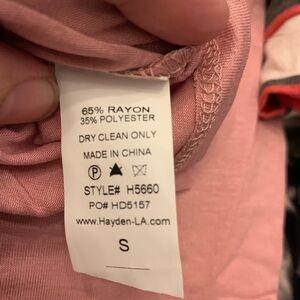 65% RAYON
35% POLYESTER
DRY CLEAN ONLY
MADE IN CHINA
P
STYLE# H5660
PO# HD5157
www.Hayden-LA.com
S